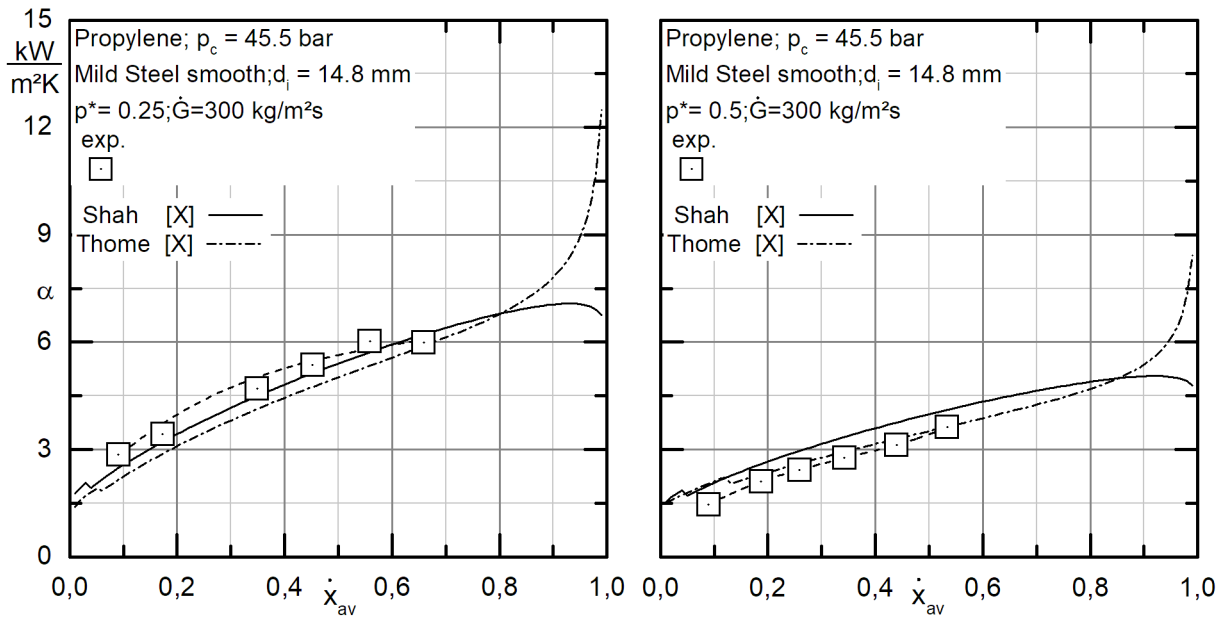 15
kW
m²K
12
9
α
6
3
0
Propylene; p_c = 45.5 bar
Mild Steel smooth;d_i = 14.8 mm
p*= 0.25;Ġ=300 kg/m²s
exp.
Shah [X]
Thome [X]
0,0 0,2 0,4 0,6 0,8 1,0
ẋ_av
Propylene; p_c = 45.5 bar
Mild Steel smooth;d_i = 14.8 mm
p*= 0.5;Ġ=300 kg/m²s
exp.
Shah [X]
Thome [X]
0,0 0,2 0,4 0,6 0,8 1,0
ẋ_av